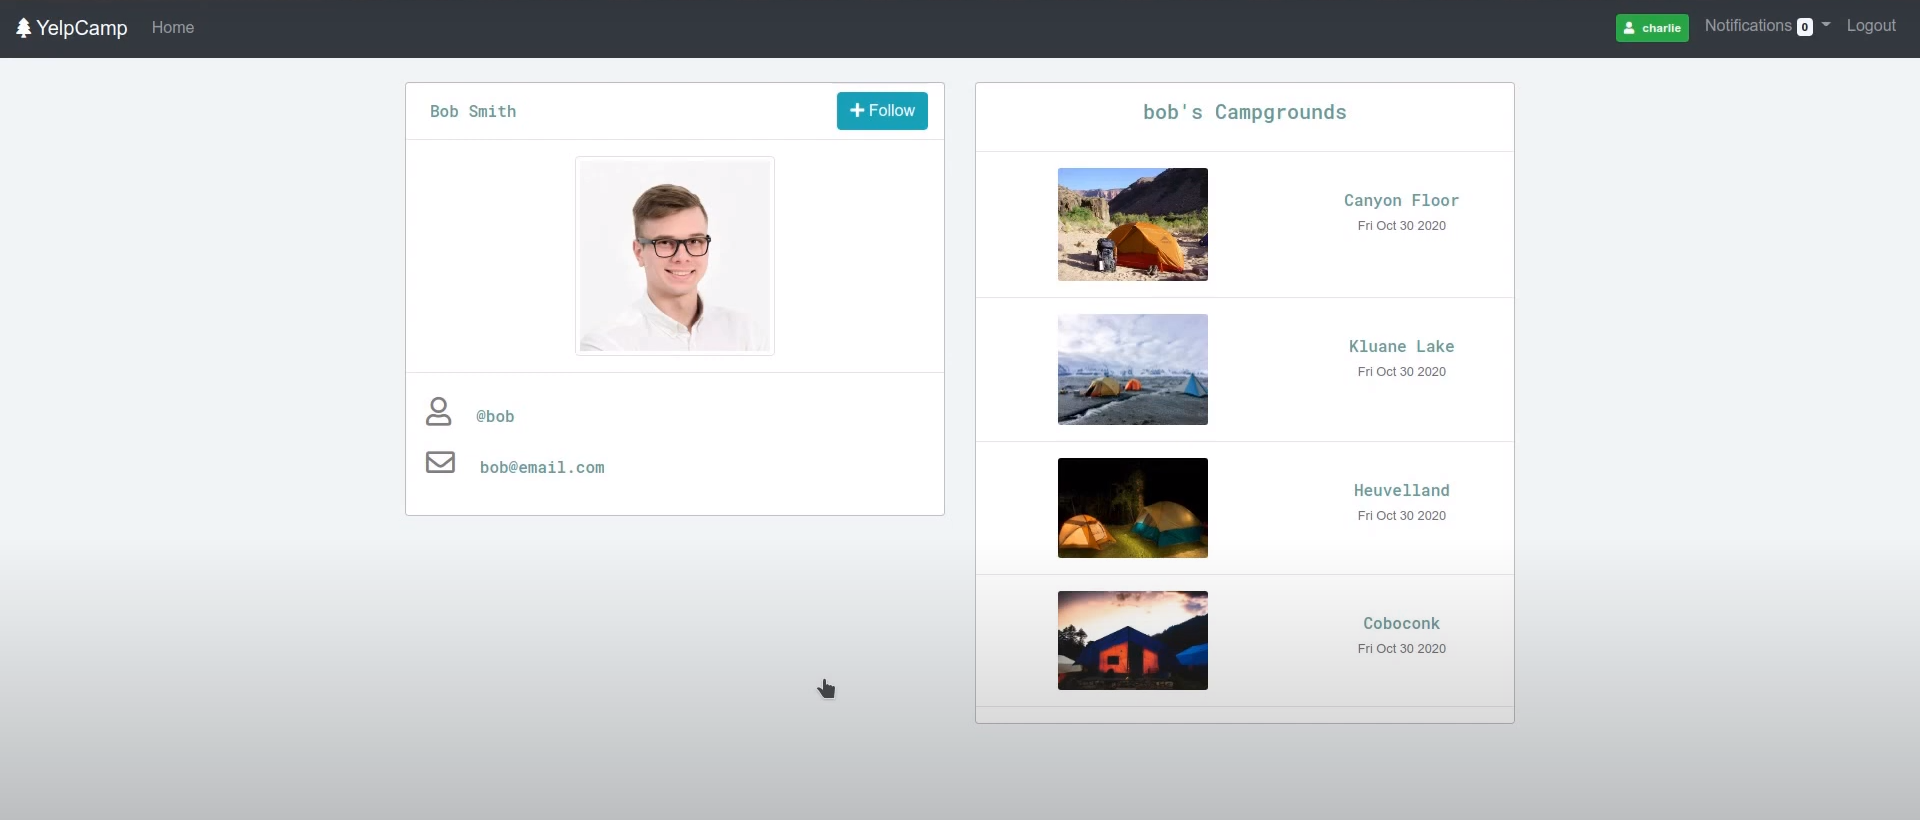 YelpCamp Home charlie Notifications 0 Logout
Bob Smith
Follow
@bob
bob@email.com
bob's Campgrounds
Canyon Floor
Fri Oct 30 2020
Kluane Lake
Fri Oct 30 2020
Heuvelland
Fri Oct 30 2020
Coboconk
Fri Oct 30 2020